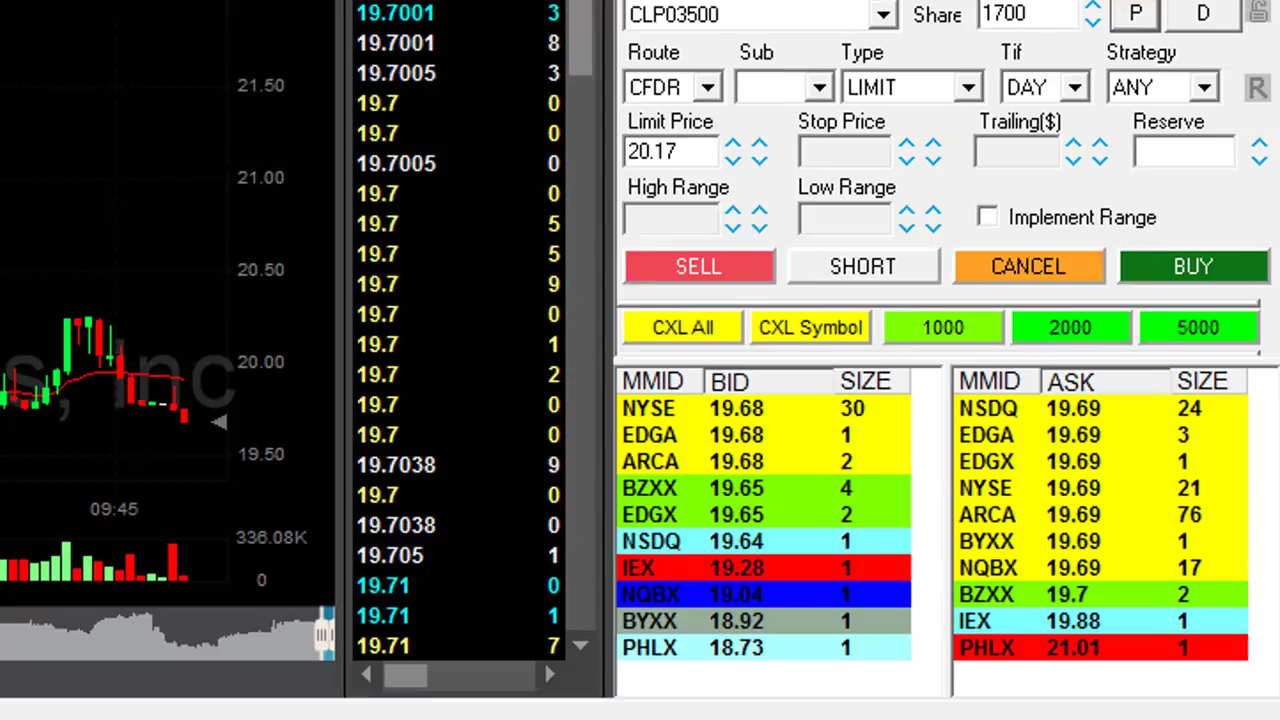 21.50
21.00
20.50
20.00
19.50
s, Inc
09:45
336.08K
0
19.7001 3
19.7001 8
19.7005 3
19.7 0
19.7 0
19.7005 0
19.7 0
19.7 5
19.7 5
19.7 9
19.7 0
19.7 1
19.7 2
19.7 0
19.7 0
19.7038 9
19.7 0
19.7038 0
19.705 1
19.71 0
19.71 1
19.71 7
CLP03500 Share 1700 P D
Route Sub Type Tif Strategy
CFDR LIMIT DAY ANY R
Limit Price Stop Price Trailing($) Reserve
20.17
High Range Low Range
Implement Range
SELL SHORT CANCEL BUY
CXL All CXL Symbol 1000 2000 5000
MMID BID SIZE
NYSE 19.68 30
EDGA 19.68 1
ARCA 19.68 2
BZXX 19.65 4
EDGX 19.65 2
NSDQ 19.64 1
IEX 19.28 1
NQBX 19.04 1
BYXX 18.92 1
PHLX 18.73 1
MMID ASK SIZE
NSDQ 19.69 24
EDGA 19.69 3
EDGX 19.69 1
NYSE 19.69 21
ARCA 19.69 76
BYXX 19.69 1
NQBX 19.69 17
BZXX 19.7 2
IEX 19.88 1
PHLX 21.01 1